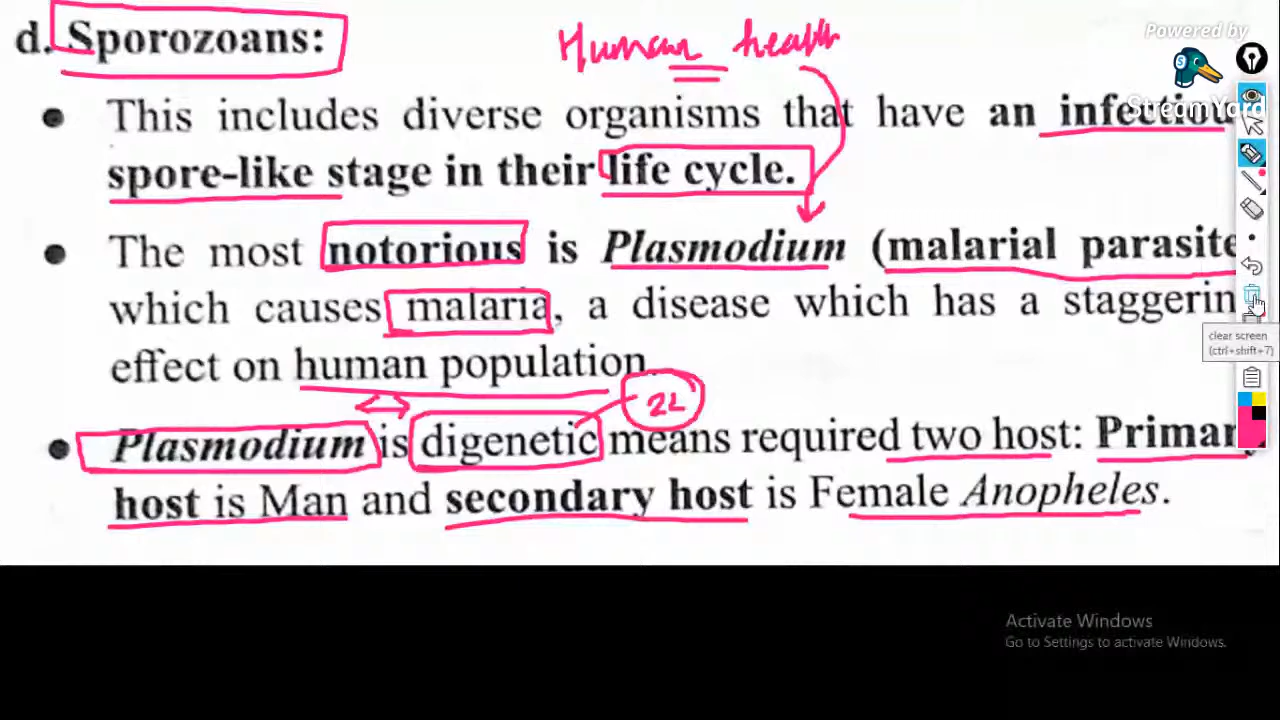 d. Sporozoans:
Human health
Powered by
StreamYard
• This includes diverse organisms that have an infectiou
spore-like stage in their life cycle.
• The most notorious is Plasmodium (malarial parasite
which causes malaria, a disease which has a staggerin
effect on human population.
clear screen
(ctrl+shift+7)
• Plasmodium is digenetic means required two host: Primary
host is Man and secondary host is Female Anopheles.
Activate Windows
Go to Settings to activate Windows.